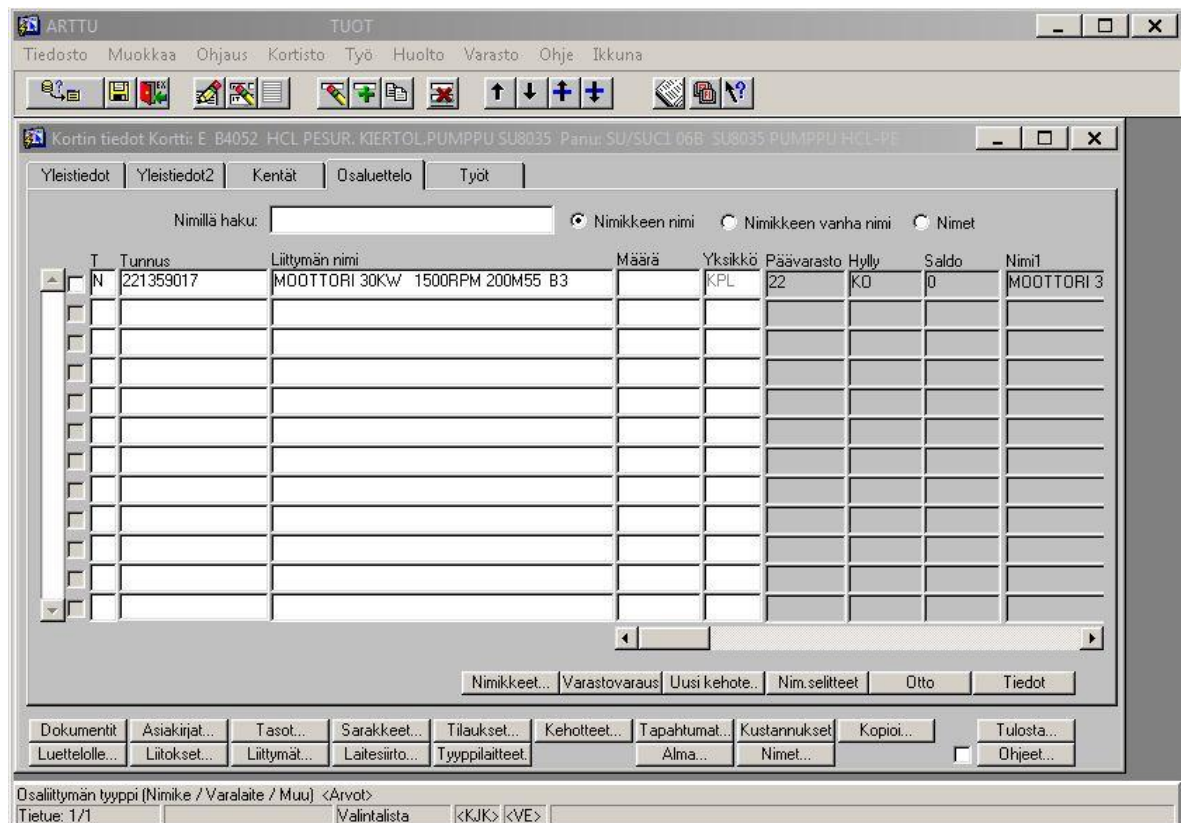 ARTTU TUOT
Tiedosto Muokkaa Ohjaus Kortisto Työ Huolto Varasto Ohje Ikkuna
Kortin tiedot Kortti: E B4052 HCL PESUR. KIERTOL.PUMPPU SU8035 Panu: SU/SUC1 06B SU8035 PUMPPU HCL-PE
Yleistiedot Yleistiedot2 Kentät Osaluettelo Työt
Nimillä haku: Nimikkeen nimi Nimikkeen vanha nimi Nimet
T Tunnus Liittymän nimi Määrä Yksikkö Päävarasto Hylly Saldo Nimi1
N 221359017 MOOTTORI 30KW 1500RPM 200M55 B3 KPL 22 KO 0 MOOTTORI 3
Nimikkeet... Varastovaraus Uusi kehote.. Nim.selitteet Otto Tiedot
Dokumentit Asiakirjat... Tasot... Sarakkeet... Tilaukset... Kehotteet... Tapahtumat... Kustannukset Kopioi... Tulosta...
Luettelolle... Liitokset... Liittymät... Laitesiirto... Tyyppilaitteet. Alma... Nimet... Ohjeet...
Osaliittymän tyyppi (Nimike / Varalaite / Muu) <Arvot>
Tietue: 1/1 Valintalista <KJK> <VE>